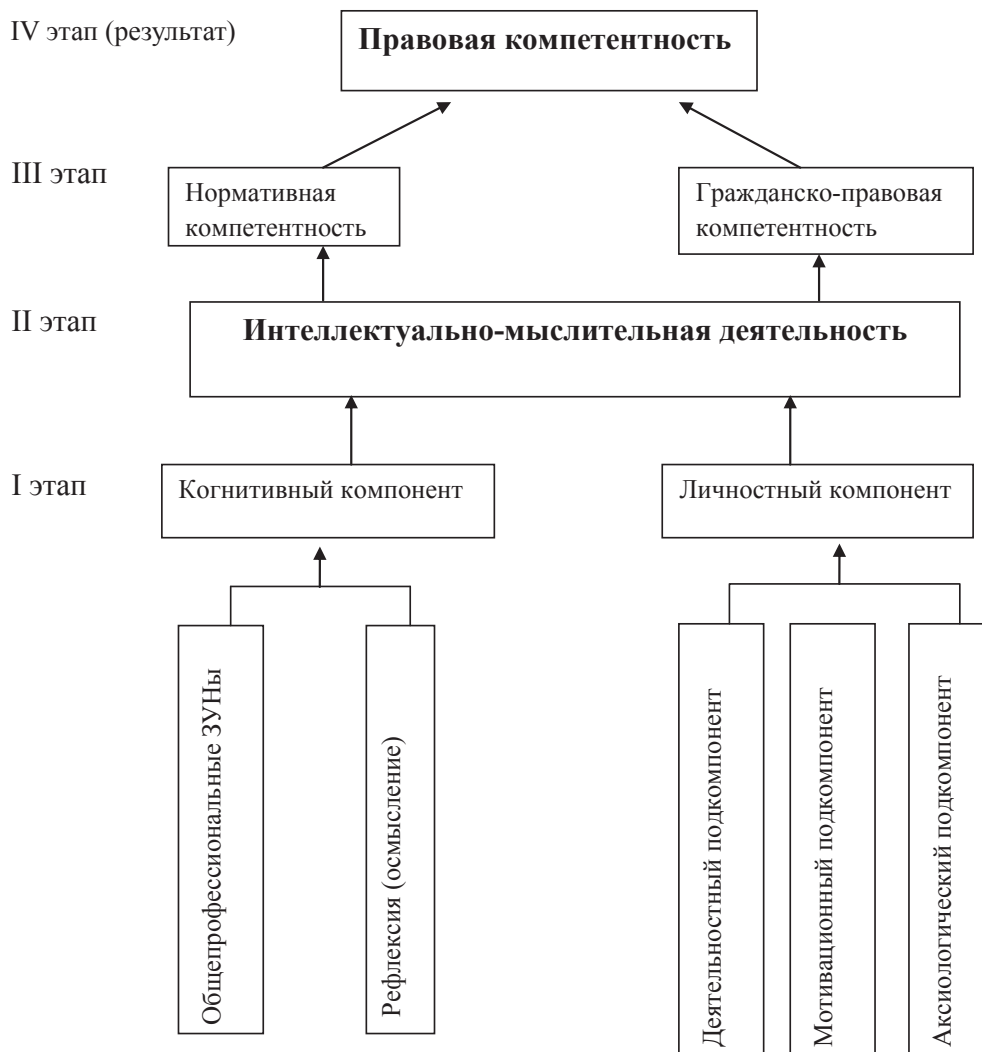 IV этап (результат)
Правовая компетентность
III этап
Нормативная
компетентность
Гражданско-правовая
компетентность
II этап
Интеллектуально-мыслительная деятельность
I этап
Когнитивный компонент
Личностный компонент
Общепрофессиональные ЗУНы
Рефлексия (осмысление)
Деятельностный подкомпонент
Мотивационный подкомпонент
Аксиологический подкомпонент